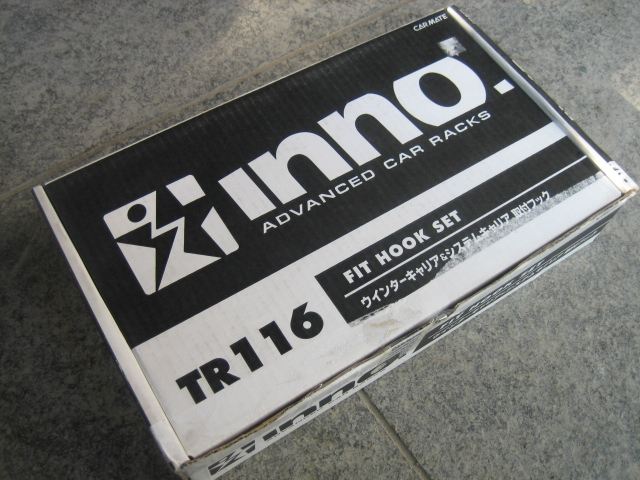 CAR MATE
inno.
ADVANCED CAR RACKS
FIT HOOK SET
ウインターキャリア&システムキャリア 取付フック
TR116
inno